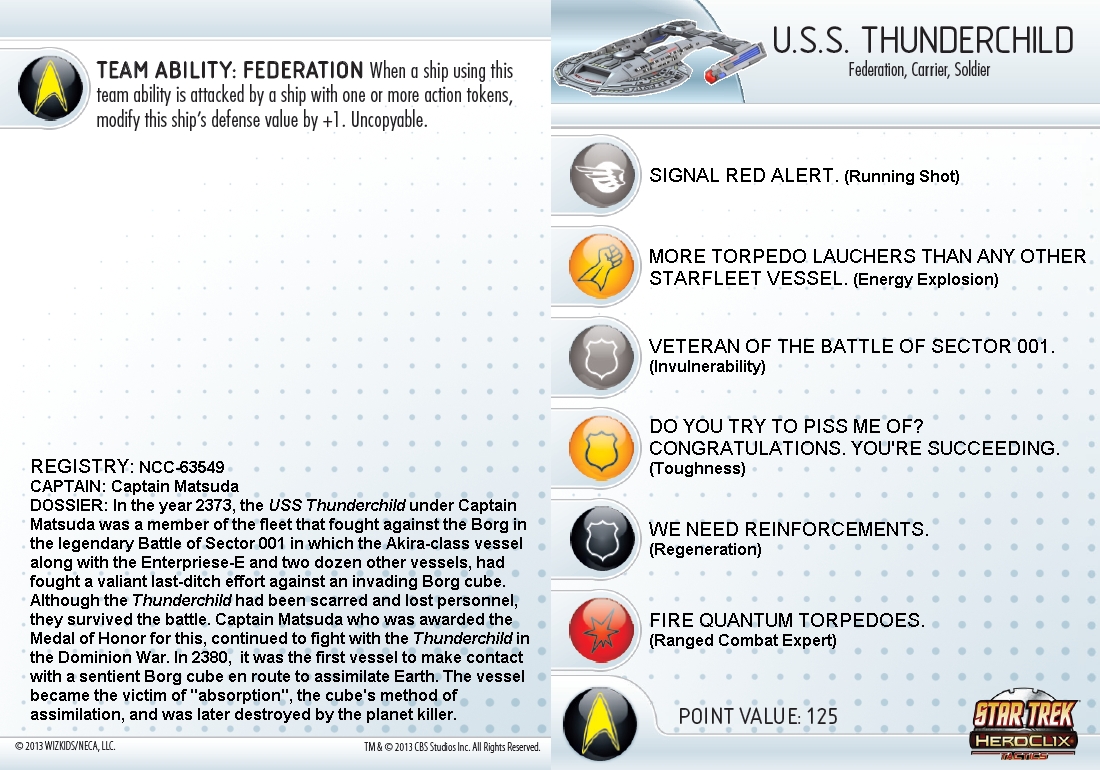 TEAM ABILITY: FEDERATION When a ship using this
team ability is attacked by a ship with one or more action tokens,
modify this ship's defense value by +1. Uncopyable.
REGISTRY: NCC-63549
CAPTAIN: Captain Matsuda
DOSSIER: In the year 2373, the USS Thunderchild under Captain
Matsuda was a member of the fleet that fought against the Borg in
the legendary Battle of Sector 001 in which the Akira-class vessel
along with the Enterpriese-E and two dozen other vessels, had
fought a valiant last-ditch effort against an invading Borg cube.
Although the Thunderchild had been scarred and lost personnel,
they survived the battle. Captain Matsuda who was awarded the
Medal of Honor for this, continued to fight with the Thunderchild in
the Dominion War. In 2380, it was the first vessel to make contact
with a sentient Borg cube en route to assimilate Earth. The vessel
became the victim of "absorption", the cube's method of
assimilation, and was later destroyed by the planet killer.
© 2013 WIZKIDS/NECA, LLC.
TM & © 2013 CBS Studios Inc. All Rights Reserved.
U.S.S. THUNDERCHILD
Federation, Carrier, Soldier
SIGNAL RED ALERT. (Running Shot)
MORE TORPEDO LAUCHERS THAN ANY OTHER
STARFLEET VESSEL. (Energy Explosion)
VETERAN OF THE BATTLE OF SECTOR 001.
(Invulnerability)
DO YOU TRY TO PISS ME OF?
CONGRATULATIONS. YOU'RE SUCCEEDING.
(Toughness)
WE NEED REINFORCEMENTS.
(Regeneration)
FIRE QUANTUM TORPEDOES.
(Ranged Combat Expert)
POINT VALUE: 125
STAR TREK
HEROCLIX
TACTICS